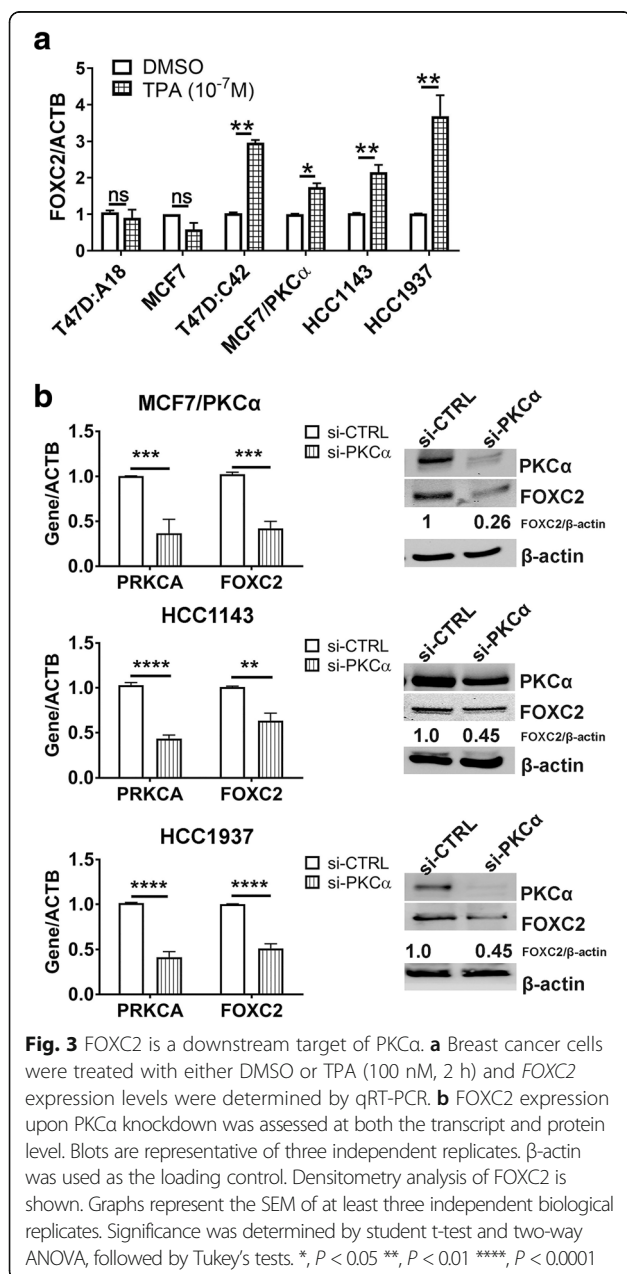 a
DMSO
TPA (10⁻⁷M)
FOXC2/ACTB
5
4
3
2
1
0
ns
ns
**
*
**
**
T47D:A18
MCF7
T47D:C42
MCF7/PKCα
HCC1143
HCC1937
b
MCF7/PKCα
si-CTRL
si-PKCα
Gene/ACTB
1.5
1.0
0.5
0.0
***
***
PRKCA
FOXC2
si-CTRL
si-PKCα
PKCα
FOXC2
1 0.26 FOXC2/β-actin
β-actin
HCC1143
si-CTRL
si-PKCα
Gene/ACTB
1.5
1.0
0.5
0.0
****
**
PRKCA
FOXC2
si-CTRL
si-PKCα
PKCα
FOXC2
1.0 0.45 FOXC2/β-actin
β-actin
HCC1937
si-CTRL
si-PKCα
Gene/ACTB
1.5
1.0
0.5
0.0
****
****
PRKCA
FOXC2
si-CTRL
si-PKCα
PKCα
FOXC2
1.0 0.45 FOXC2/β-actin
β-actin
Fig. 3 FOXC2 is a downstream target of PKCα. a Breast cancer cells
were treated with either DMSO or TPA (100 nM, 2 h) and FOXC2
expression levels were determined by qRT-PCR. b FOXC2 expression
upon PKCα knockdown was assessed at both the transcript and protein
level. Blots are representative of three independent replicates. β-actin
was used as the loading control. Densitometry analysis of FOXC2 is
shown. Graphs represent the SEM of at least three independent biological
replicates. Significance was determined by student t-test and two-way
ANOVA, followed by Tukey's tests. *, P < 0.05 **, P < 0.01 ****, P < 0.0001